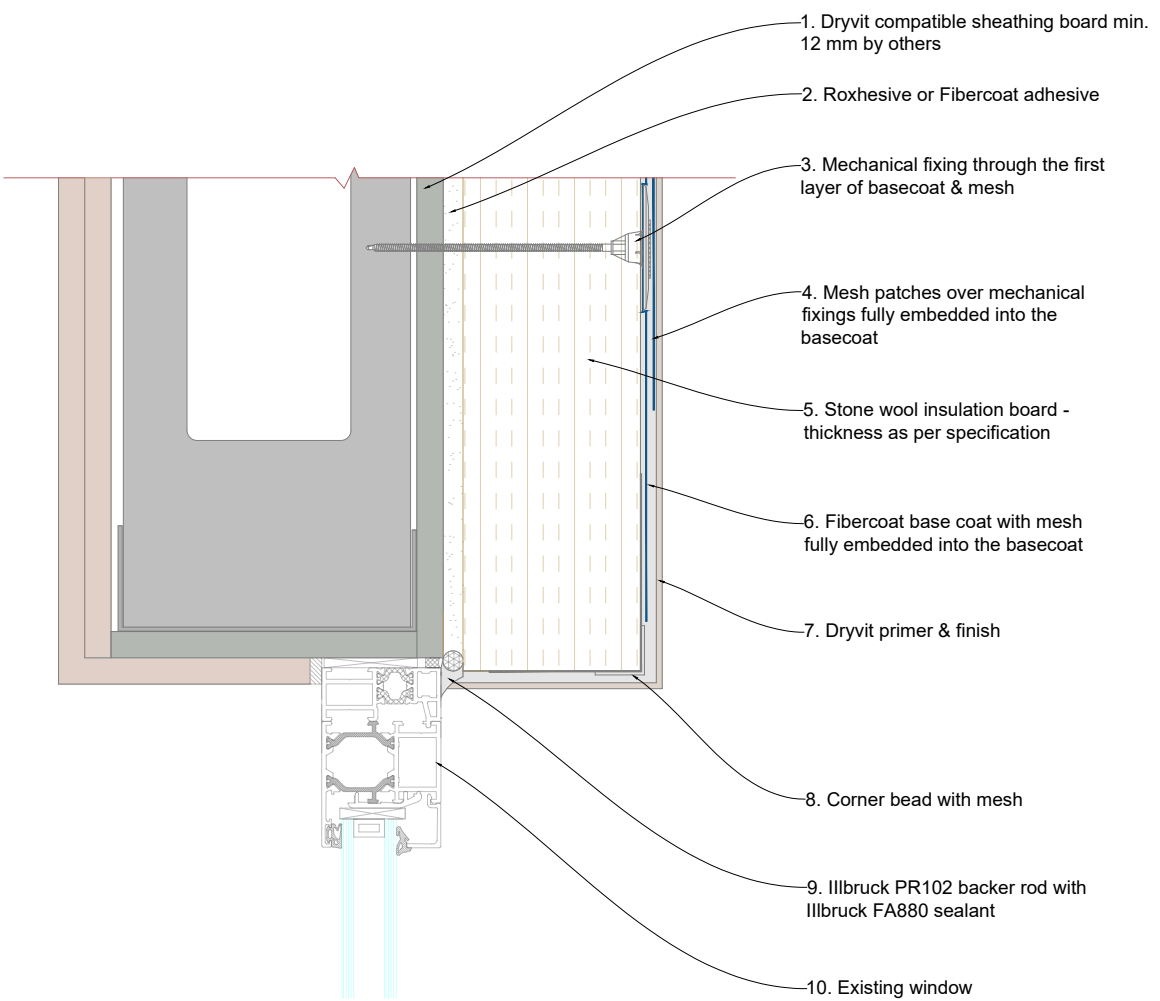 1. Dryvit compatible sheathing board min.
12 mm by others
2. Roxhesive or Fibercoat adhesive
3. Mechanical fixing through the first
layer of basecoat & mesh
4. Mesh patches over mechanical
fixings fully embedded into the
basecoat
5. Stone wool insulation board -
thickness as per specification
6. Fibercoat base coat with mesh
fully embedded into the basecoat
7. Dryvit primer & finish
8. Corner bead with mesh
9. Illbruck PR102 backer rod with
Illbruck FA880 sealant
10. Existing window